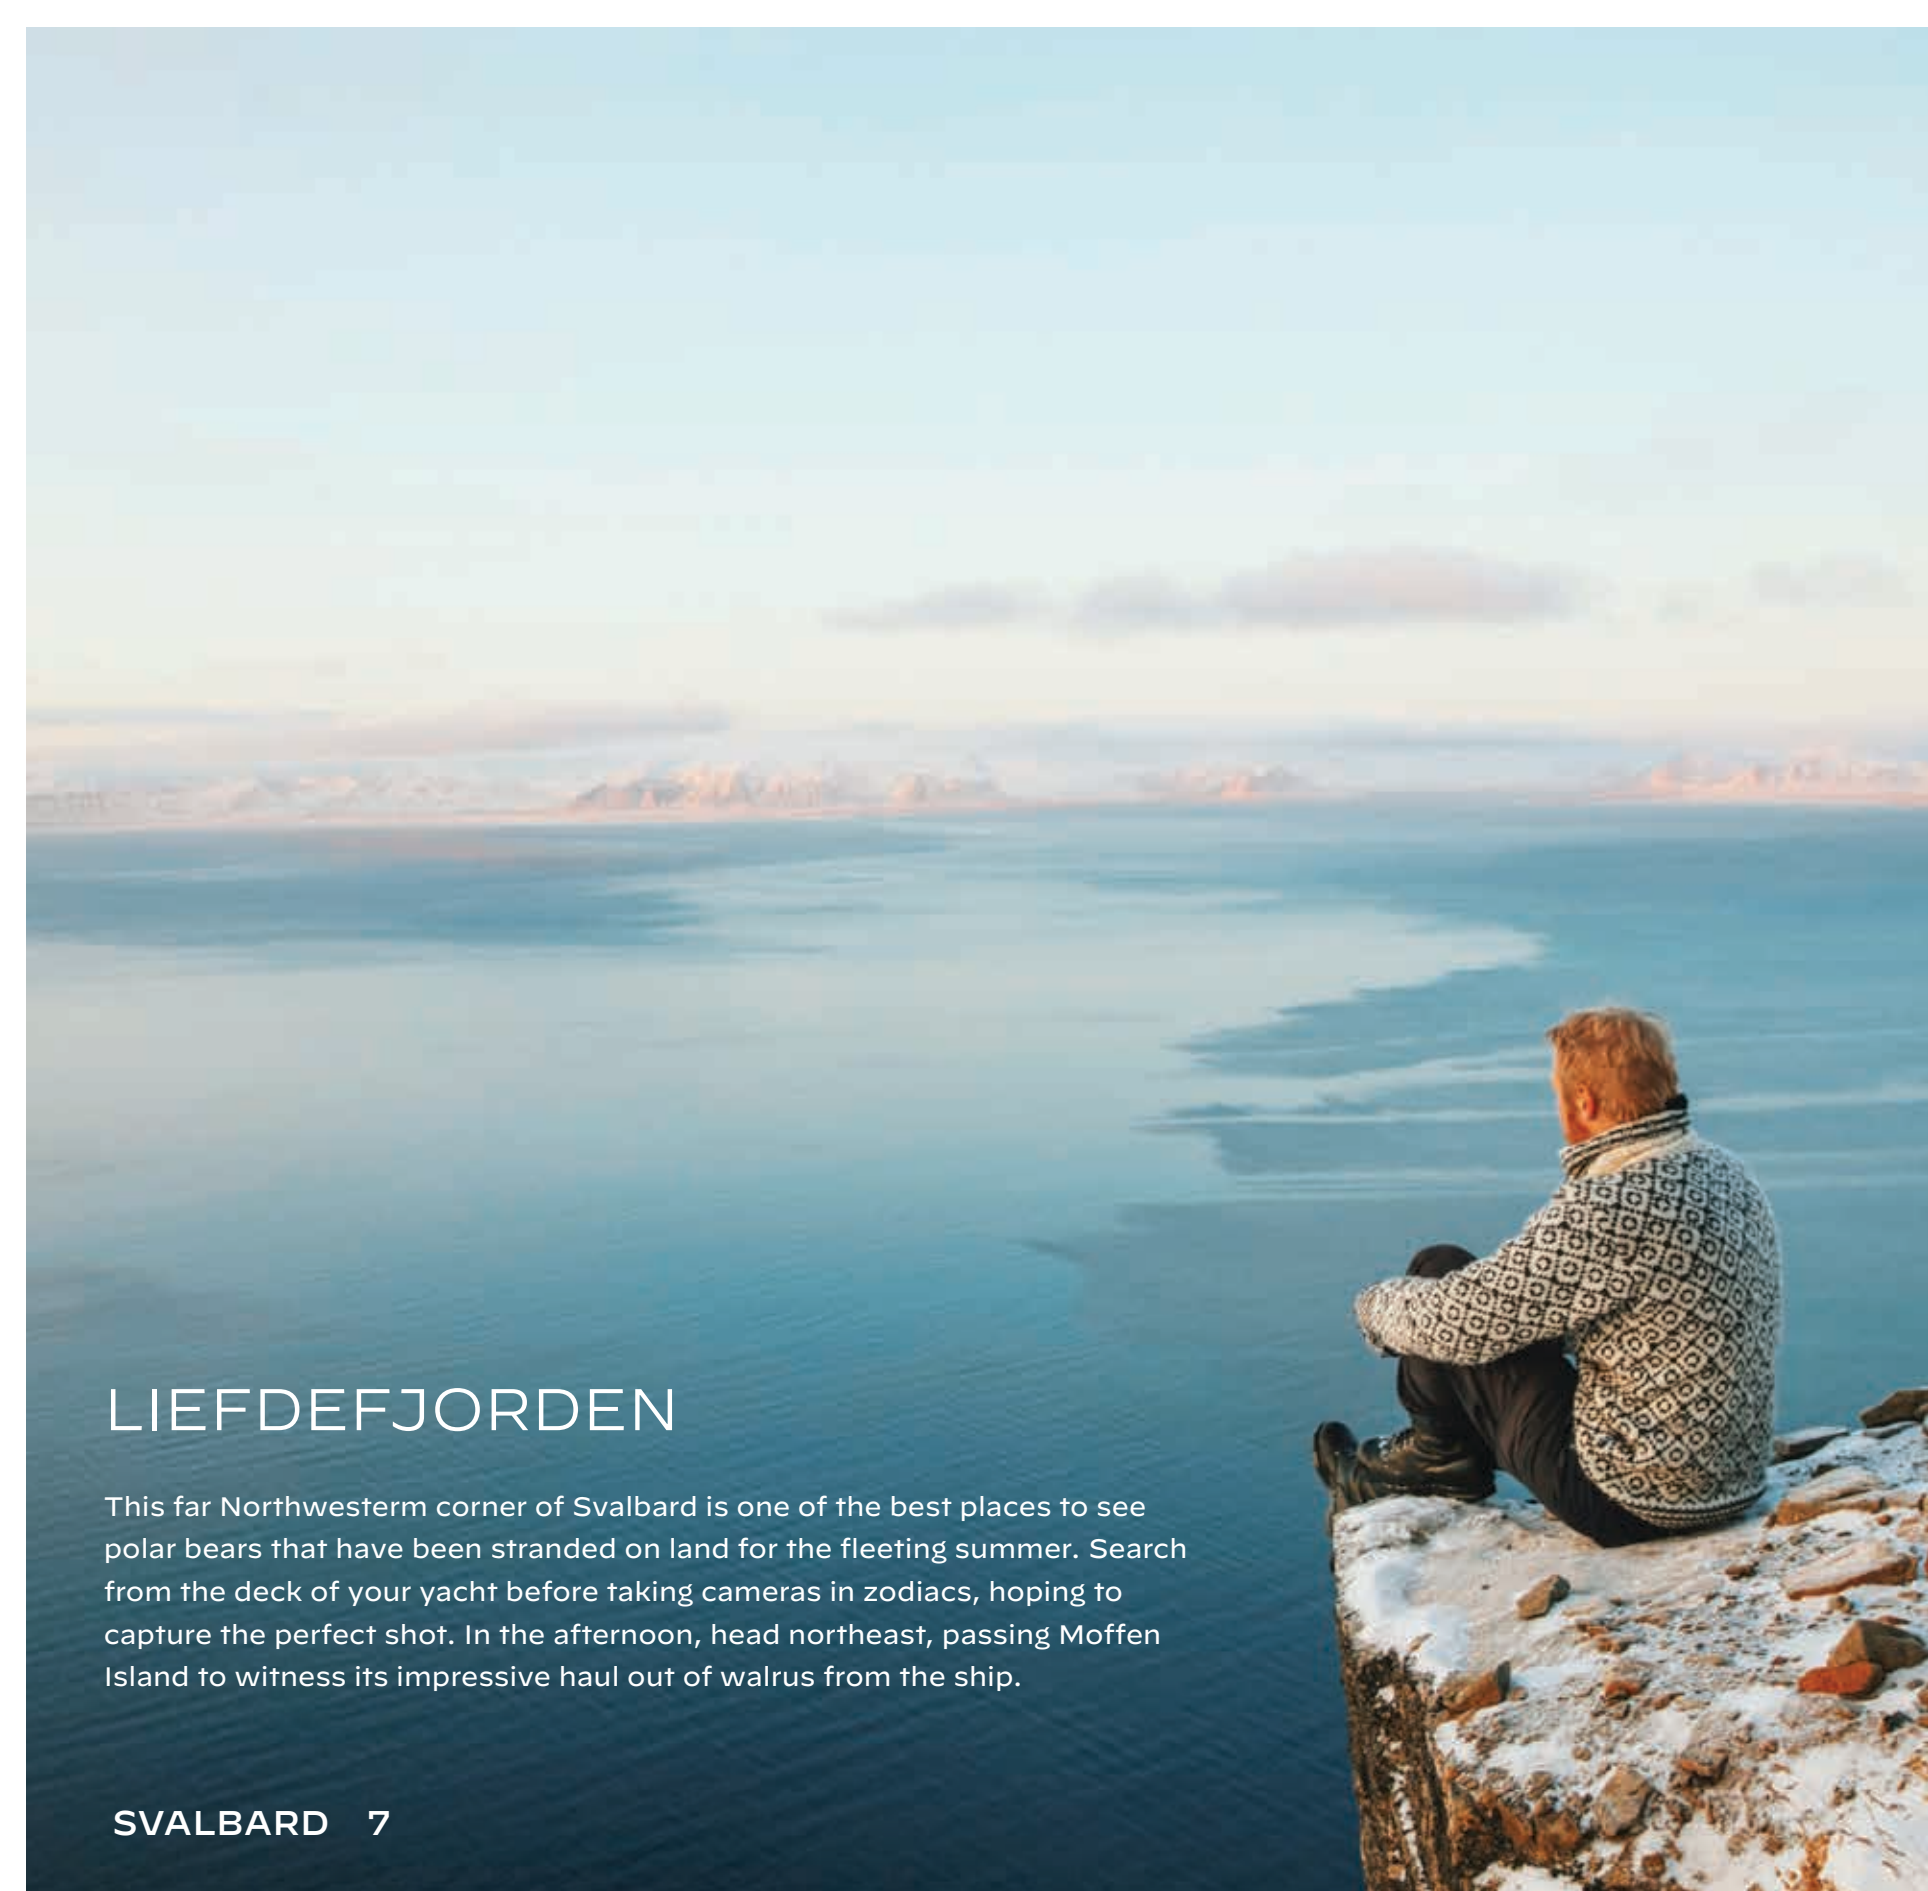 LIEFDEFJORDEN
This far Northwesterm corner of Svalbard is one of the best places to see
polar bears that have been stranded on land for the fleeting summer. Search
from the deck of your yacht before taking cameras in zodiacs, hoping to
capture the perfect shot. In the afternoon, head northeast, passing Moffen
Island to witness its impressive haul out of walrus from the ship.
SVALBARD 7